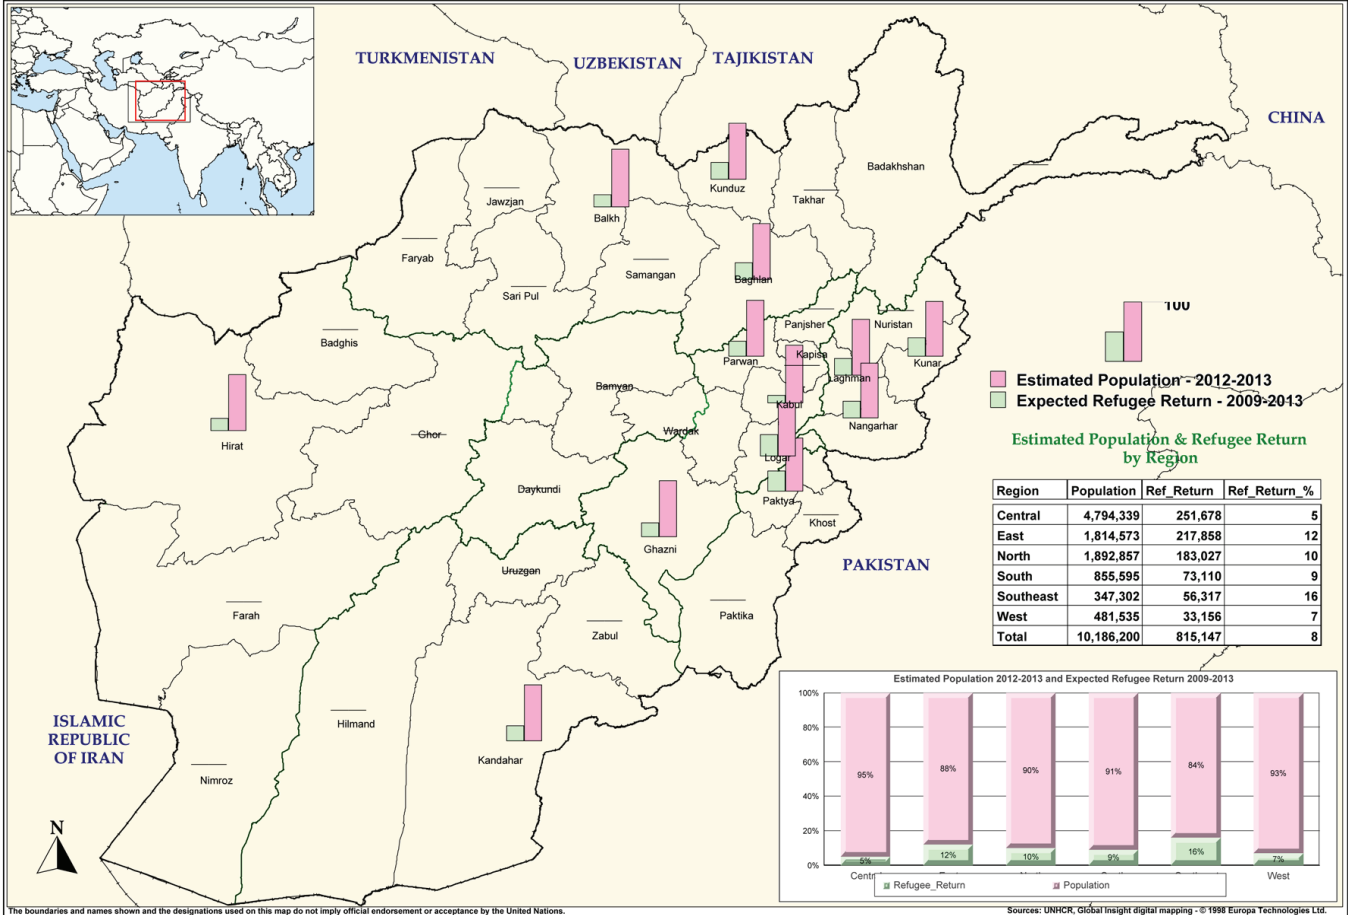 TURKMENISTAN
UZBEKISTAN
TAJIKISTAN
CHINA
Badakhshan
Kunduz
Takhar
Jawzjan
Balkh
Faryab
Samangan
Baghlan
Sari Pul
Badghis
Panjsher
Nuristan
Parwan
Kapisa
Kunar
Laghman
Bamyan
Kabul
Nangarhar
Hirat
Ghor
Wardak
Logar
Daykundi
Paktya
Khost
Ghazni
Uruzgan
Farah
Zabul
Paktika
PAKISTAN
Hilmand
Kandahar
Nimroz
ISLAMIC
REPUBLIC
OF IRAN
N
100
Estimated Population - 2012-2013
Expected Refugee Return - 2009-2013
Estimated Population & Refugee Return
by Region
Region Population Ref_Return Ref_Return_%
Central 4,794,339 251,678 5
East 1,814,573 217,858 12
North 1,892,857 183,027 10
South 855,595 73,110 9
Southeast 347,302 56,317 16
West 481,535 33,156 7
Total 10,186,200 815,147 8
Estimated Population 2012-2013 and Expected Refugee Return 2009-2013
100%
80%
60%
40%
20%
0%
95% 88% 90% 91% 84% 93%
5% 12% 10% 9% 16% 7%
West
Refugee_Return Population
The boundaries and names shown and the designations used on this map do not imply official endorsement or acceptance by the United Nations.
Sources: UNHCR, Global Insight digital mapping - © 1998 Europa Technologies Ltd.